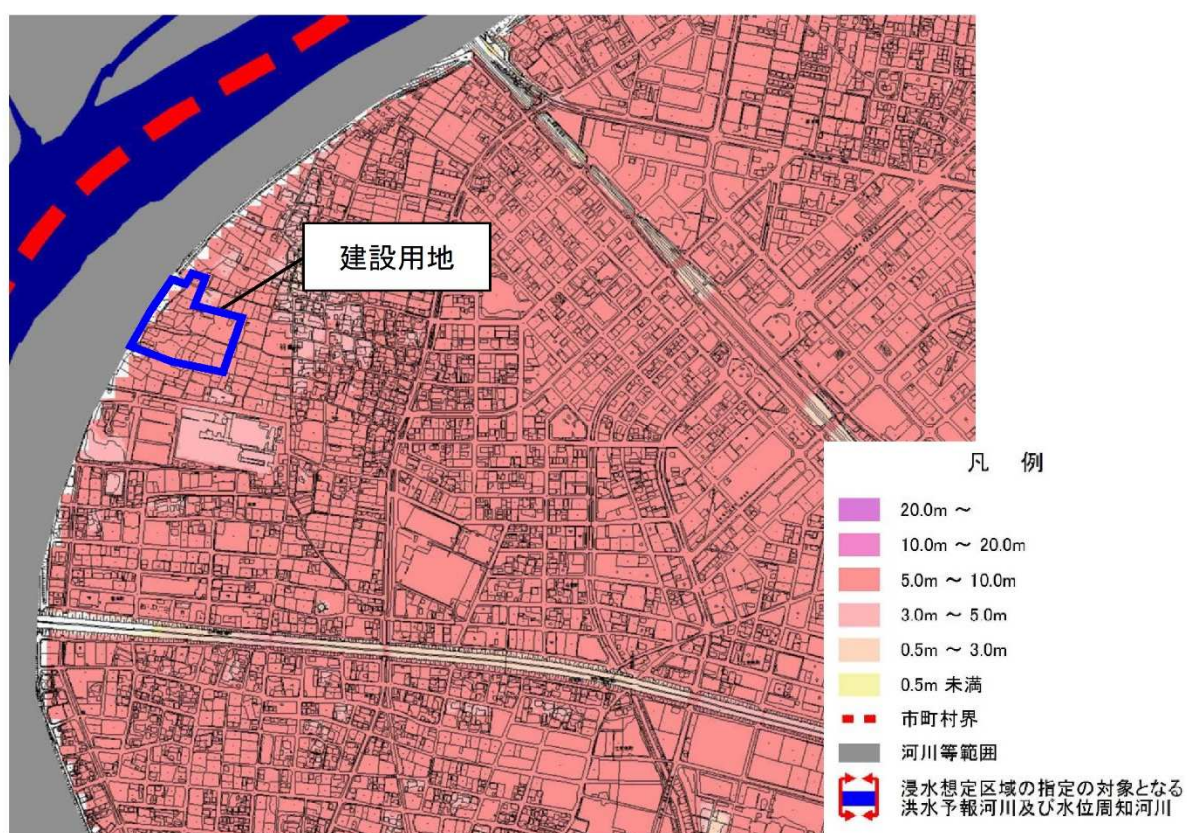 建設用地
凡 例
20.0m ～
10.0m ～ 20.0m
5.0m ～ 10.0m
3.0m ～ 5.0m
0.5m ～ 3.0m
0.5m 未満
市町村界
河川等範囲
浸水想定区域の指定の対象となる
洪水予報河川及び水位周知河川